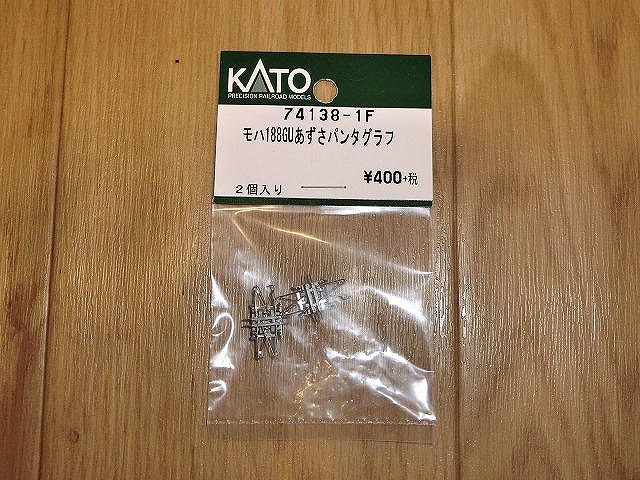 KATO
PRECISION RAILROAD MODELS
74138-1F
モハ188GUあずさパンタグラフ
¥400+税
2個入り